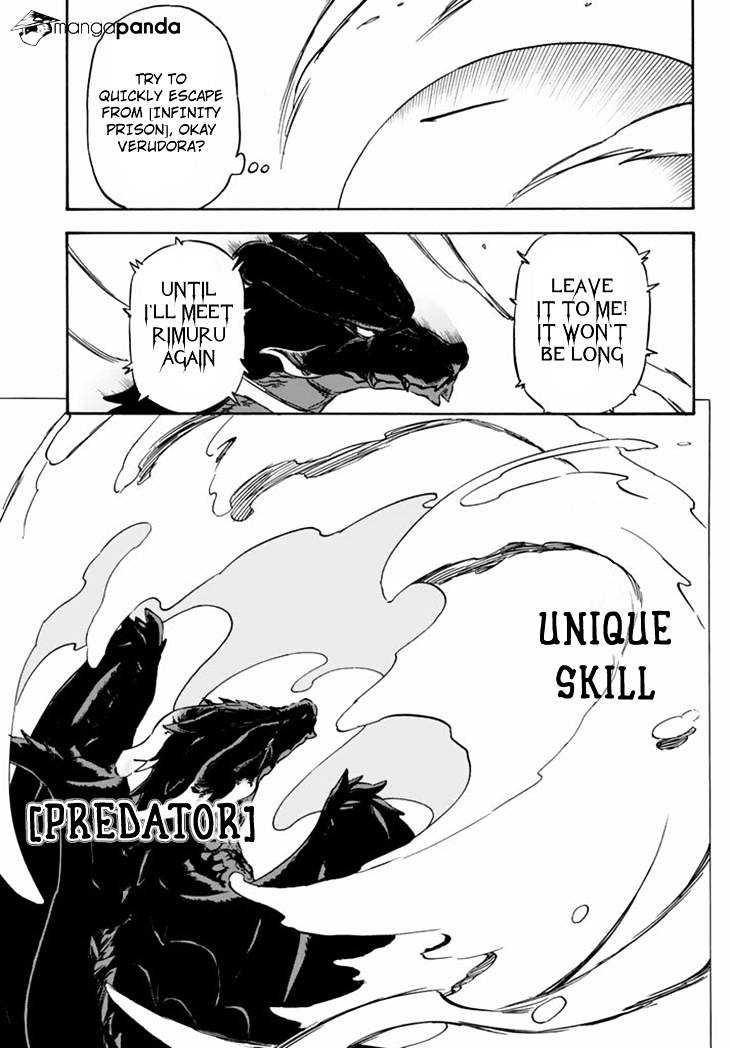 mangapanda
TRY TO
QUICKLY ESCAPE
FROM [INFINITY
PRISON], OKAY
VERUDORA?
LEAVE
IT TO ME!
IT WON'T
BE LONG
UNTIL
I'LL MEET
RIMURU
AGAIN
UNIQUE
SKILL
[PREDATOR]